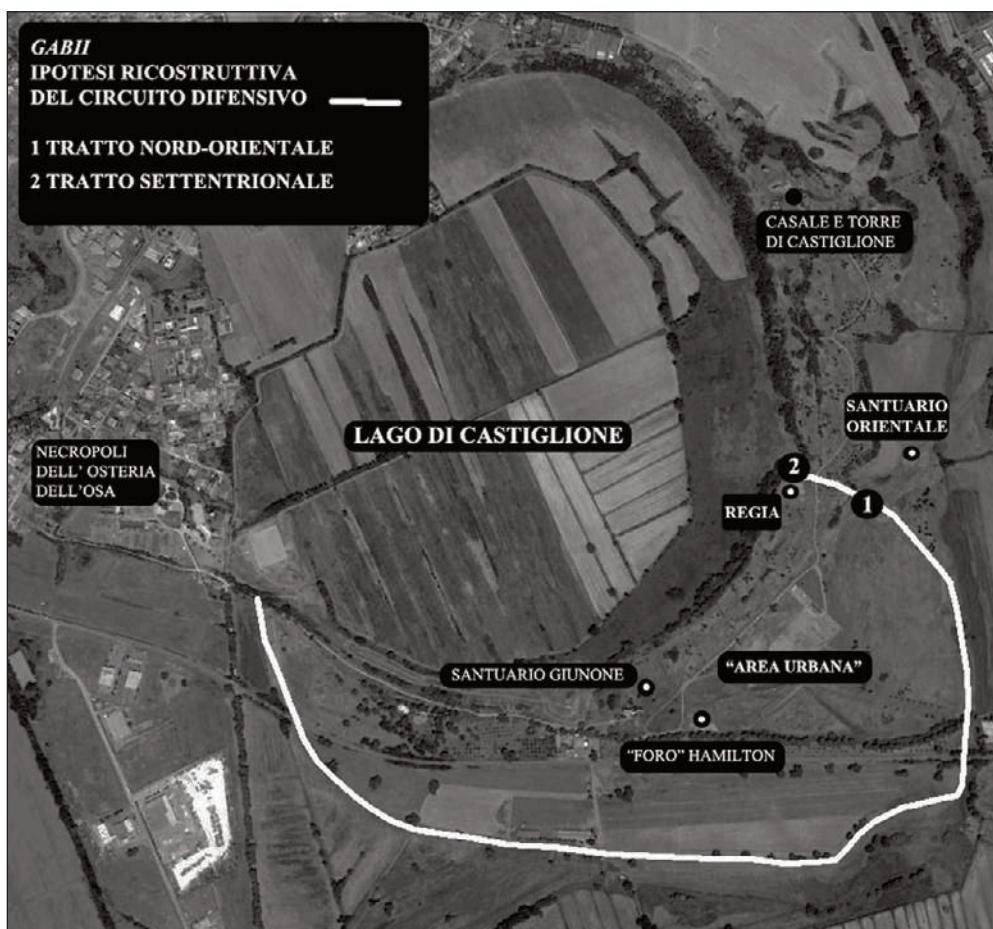 GABII
IPOTESI RICOSTRUTTIVA
DEL CIRCUITO DIFENSIVO
1 TRATTO NORD-ORIENTALE
2 TRATTO SETTENTRIONALE
CASALE E TORRE
DI CASTIGLIONE
SANTUARIO
ORIENTALE
LAGO DI CASTIGLIONE
NECROPOLI
DELL' OSTERIA
DELL'OSA
2
1
REGIA
SANTUARIO GIUNONE
"AREA URBANA"
"FORO" HAMILTON